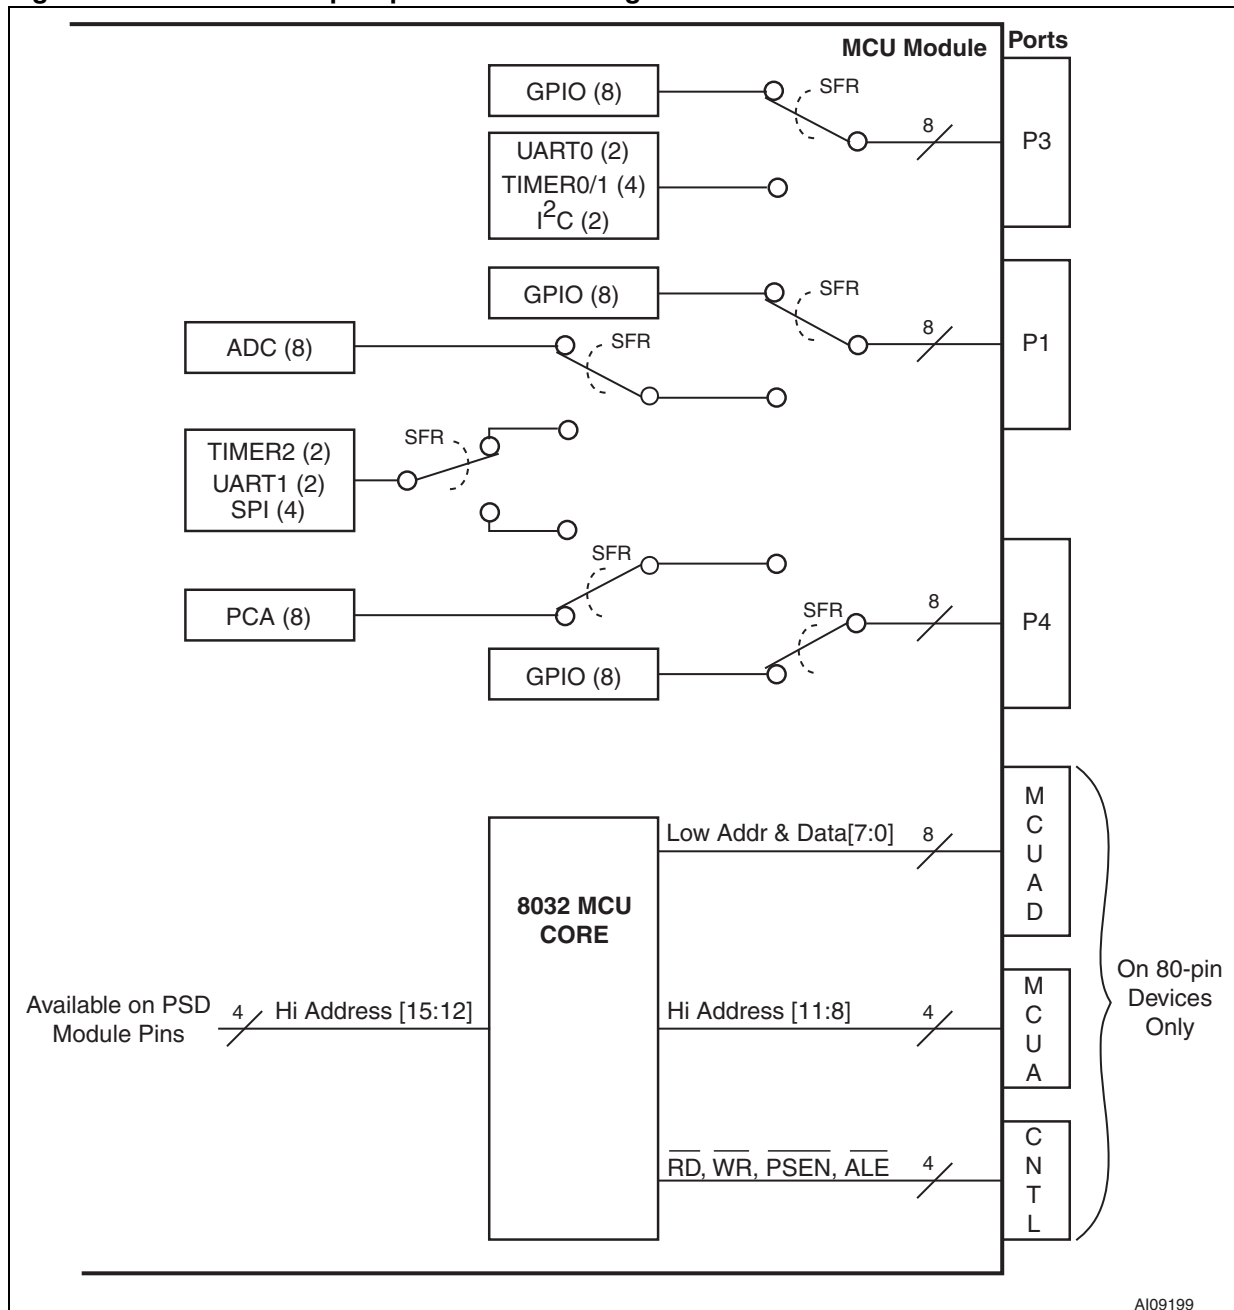 MCU Module
Ports
GPIO (8)
SFR
8
P3
UART0 (2)
TIMER0/1 (4)
I2C (2)
GPIO (8)
SFR
8
P1
ADC (8)
SFR
TIMER2 (2)
UART1 (2)
SPI (4)
SFR
SFR
PCA (8)
SFR
8
P4
GPIO (8)
8032 MCU
CORE
Low Addr & Data[7:0]
8
MCUAD
Available on PSD
Module Pins
4
Hi Address [15:12]
Hi Address [11:8]
4
MCUA
On 80-pin
Devices
Only
RD, WR, PSEN, ALE
4
CNTL
AI09199